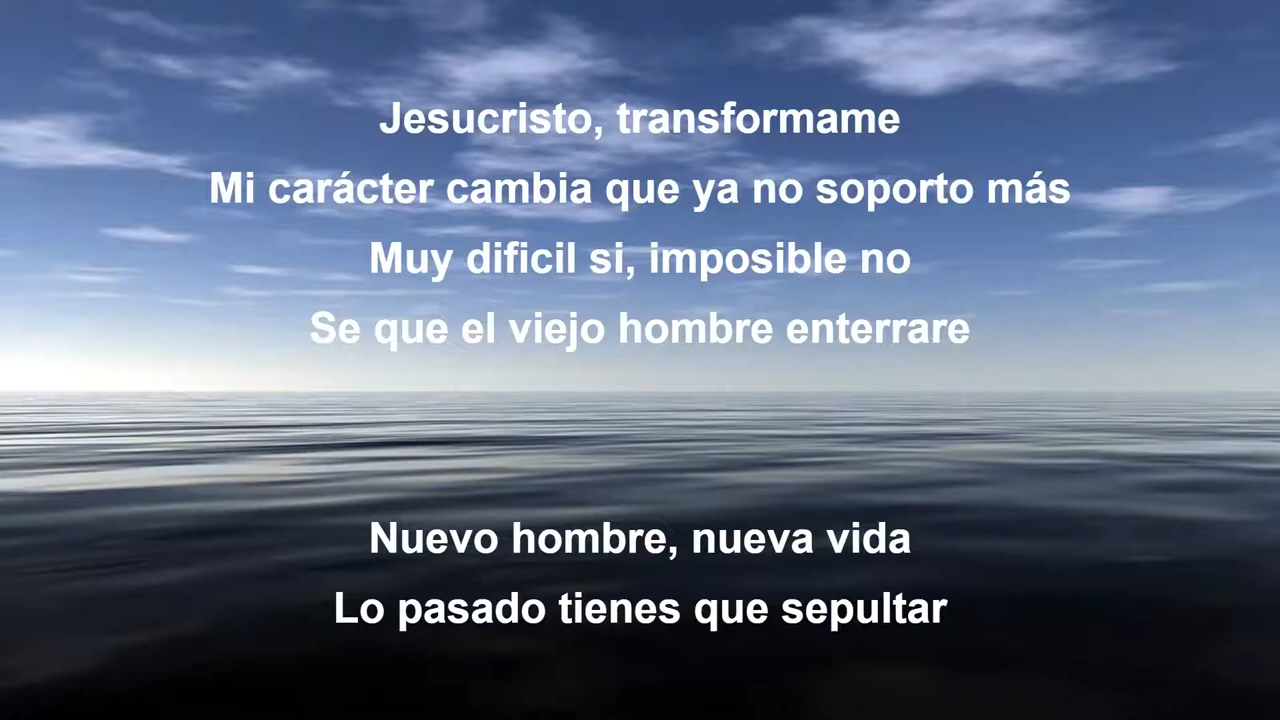 Jesucristo, transformame
Mi carácter cambia que ya no soporto más
Muy dificil si, imposible no
Se que el viejo hombre enterrare
Nuevo hombre, nueva vida
Lo pasado tienes que sepultar